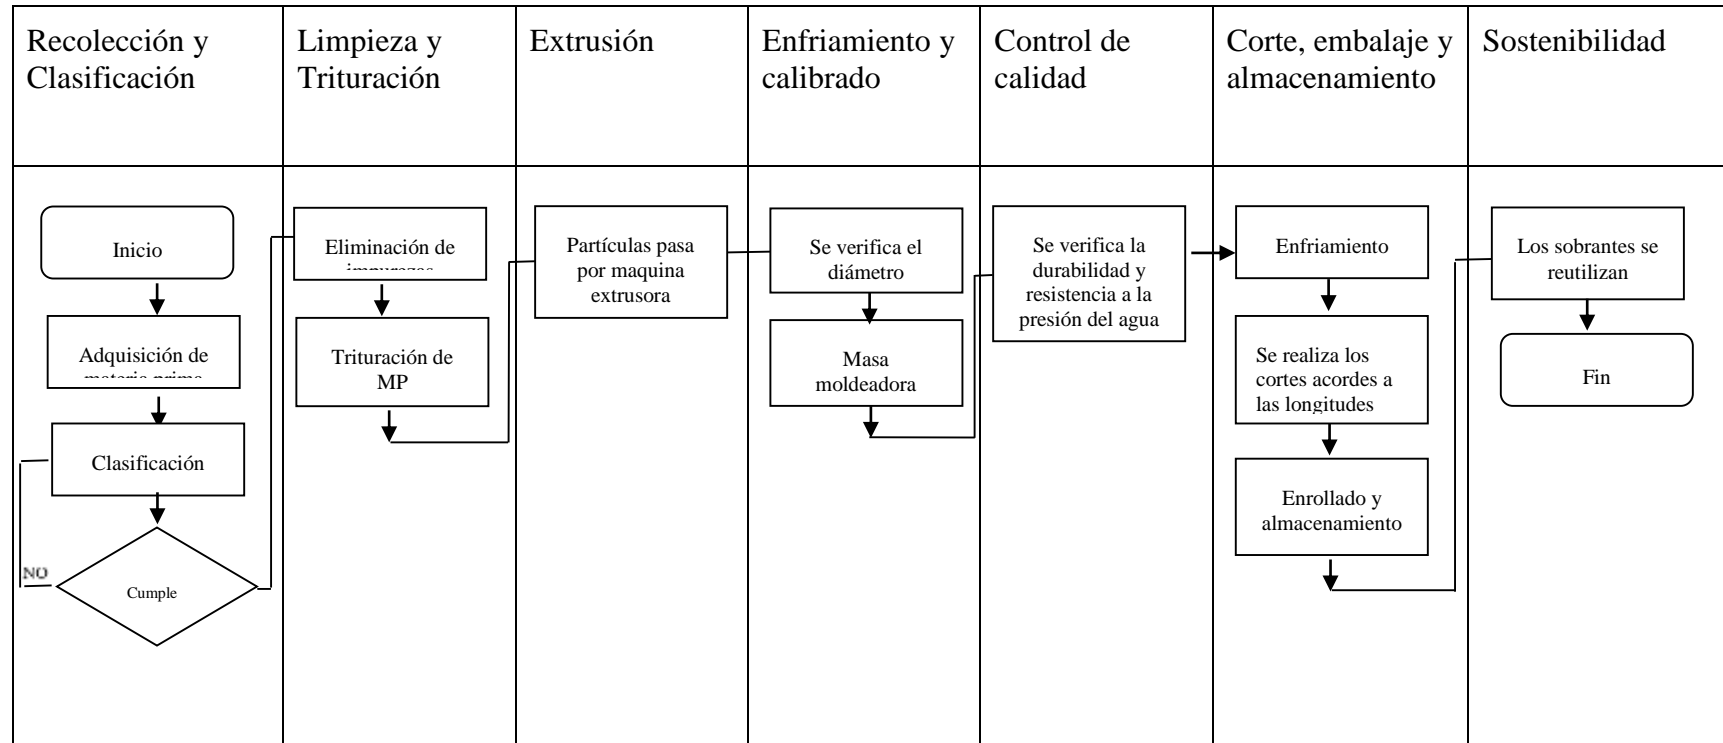 Recolección y
Clasificación
Limpieza y
Trituración
Extrusión
Enfriamiento y
calibrado
Control de
calidad
Corte, embalaje y
almacenamiento
Sostenibilidad
Inicio
Adquisición de
materia prima
Clasificación
NO
Cumple
Eliminación de
impurezas
Trituración de
MP
Partículas pasa
por maquina
extrusora
Se verifica el
diámetro
Masa
moldeadora
Se verifica la
durabilidad y
resistencia a la
presión del agua
Enfriamiento
Se realiza los
cortes acordes a
las longitudes
Enrollado y
almacenamiento
Los sobrantes se
reutilizan
Fin